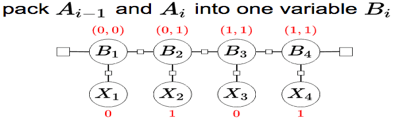 pack A_{i−1} and A_i into one variable B_i
(0, 0) (0, 1) (1, 1) (1, 1)
B_1 B_2 B_3 B_4
X_1 X_2 X_3 X_4
0 1 0 1